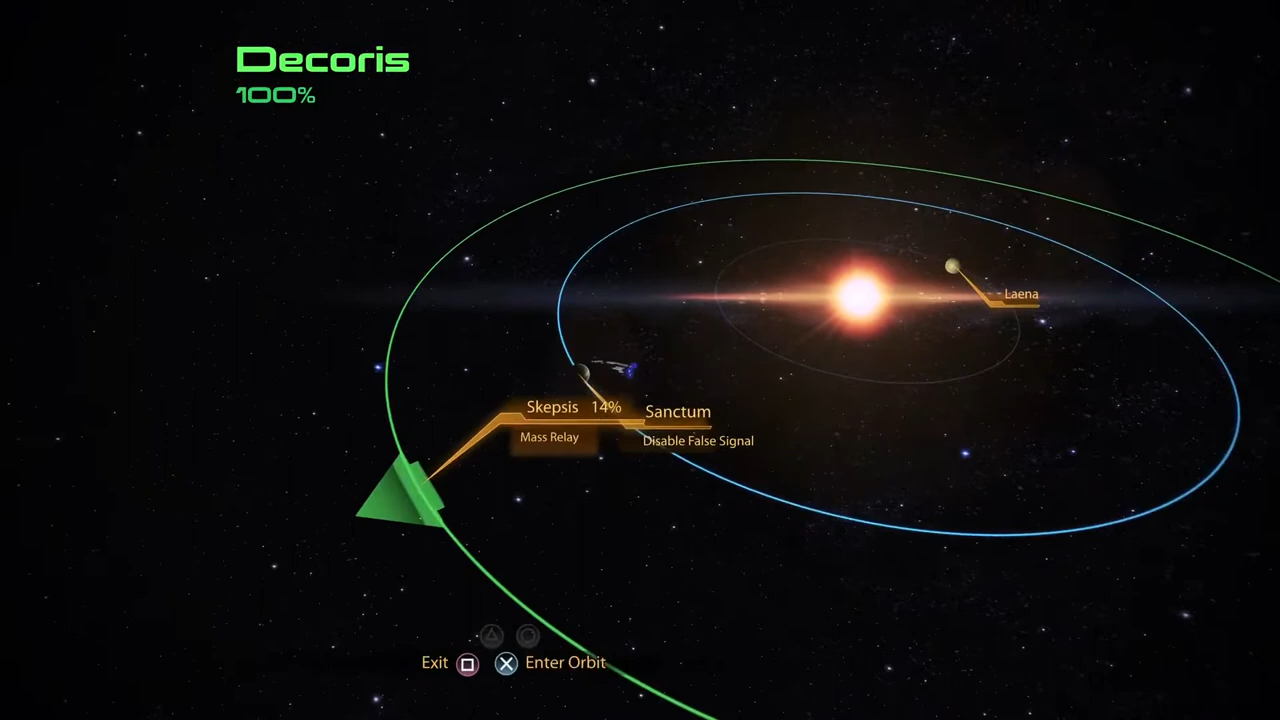 Decoris
100%
Laena
Skepsis 14%
Mass Relay
Sanctum
Disable False Signal
Exit Enter Orbit